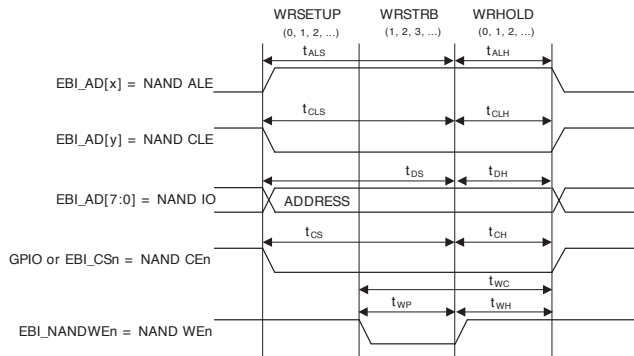 WRSETUP WRSTRB WRHOLD
(0, 1, 2, ...) (1, 2, 3, ...) (0, 1, 2, ...)
tALS tALH
EBI_AD[x] = NAND ALE
tCLS tCLH
EBI_AD[y] = NAND CLE
tDS tDH
EBI_AD[7:0] = NAND IO ADDRESS
tCS tCH
GPIO or EBI_CSn = NAND CEn
tWC
tWP tWH
EBI_NANDWEn = NAND WEn